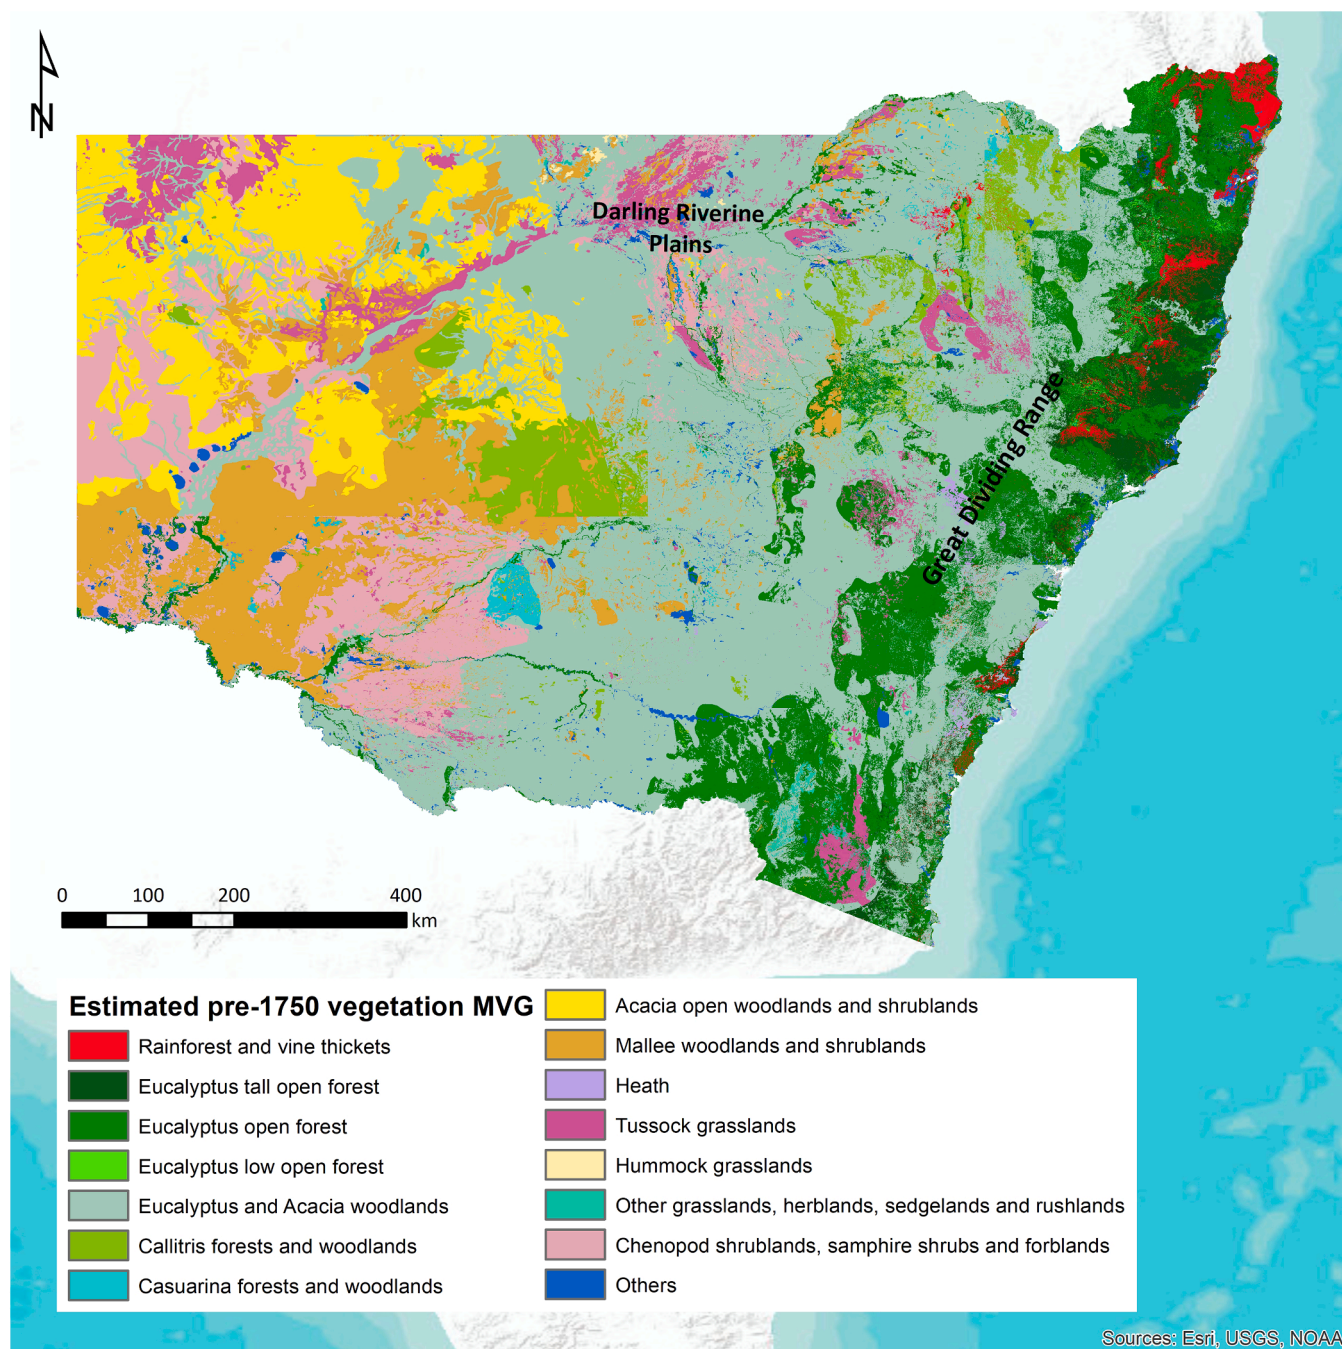 N
Darling Riverine
Plains
Great Dividing Range
0 100 200 400
km
Estimated pre-1750 vegetation MVG
Rainforest and vine thickets
Eucalyptus tall open forest
Eucalyptus open forest
Eucalyptus low open forest
Eucalyptus and Acacia woodlands
Callitris forests and woodlands
Casuarina forests and woodlands
Acacia open woodlands and shrublands
Mallee woodlands and shrublands
Heath
Tussock grasslands
Hummock grasslands
Other grasslands, herblands, sedgelands and rushlands
Chenopod shrublands, samphire shrubs and forblands
Others
Sources: Esri, USGS, NOAA